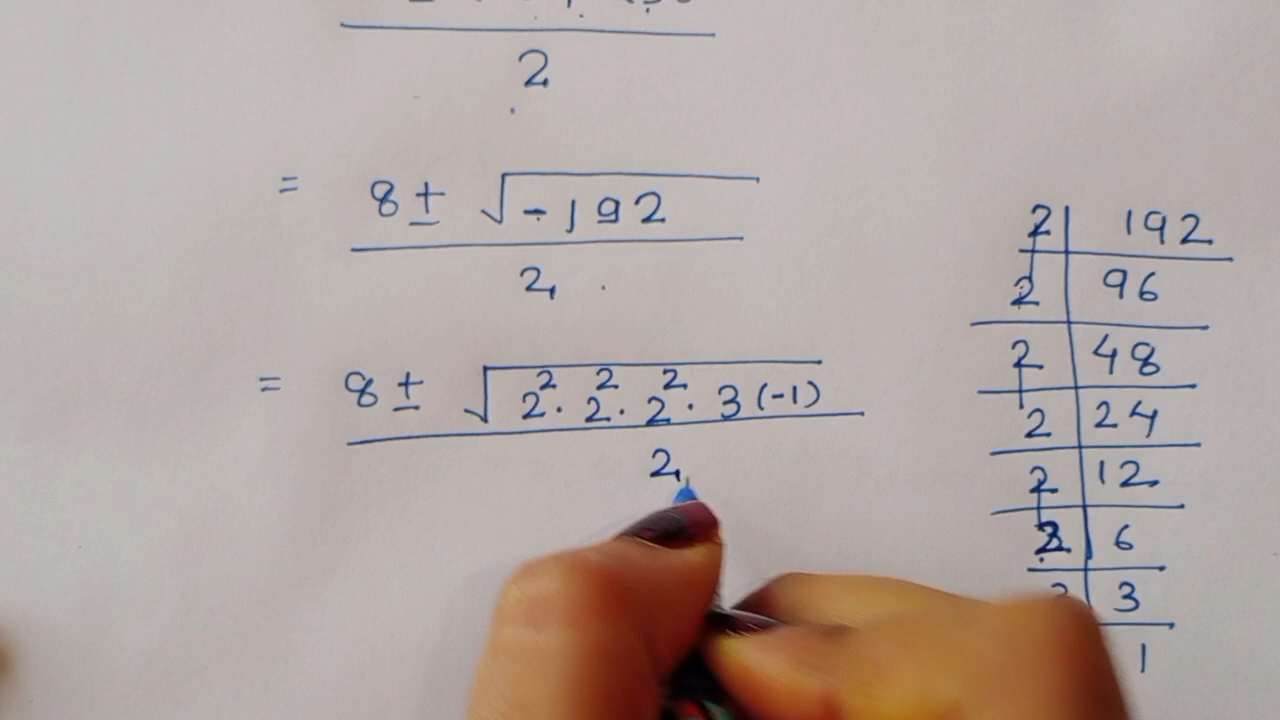 2
= 8 ± √-192
2
= 8 ± √2². 2². 2². 3(-1)
2
2 | 192
2 | 96
2 | 48
2 | 24
2 | 12
2 | 6
3
1